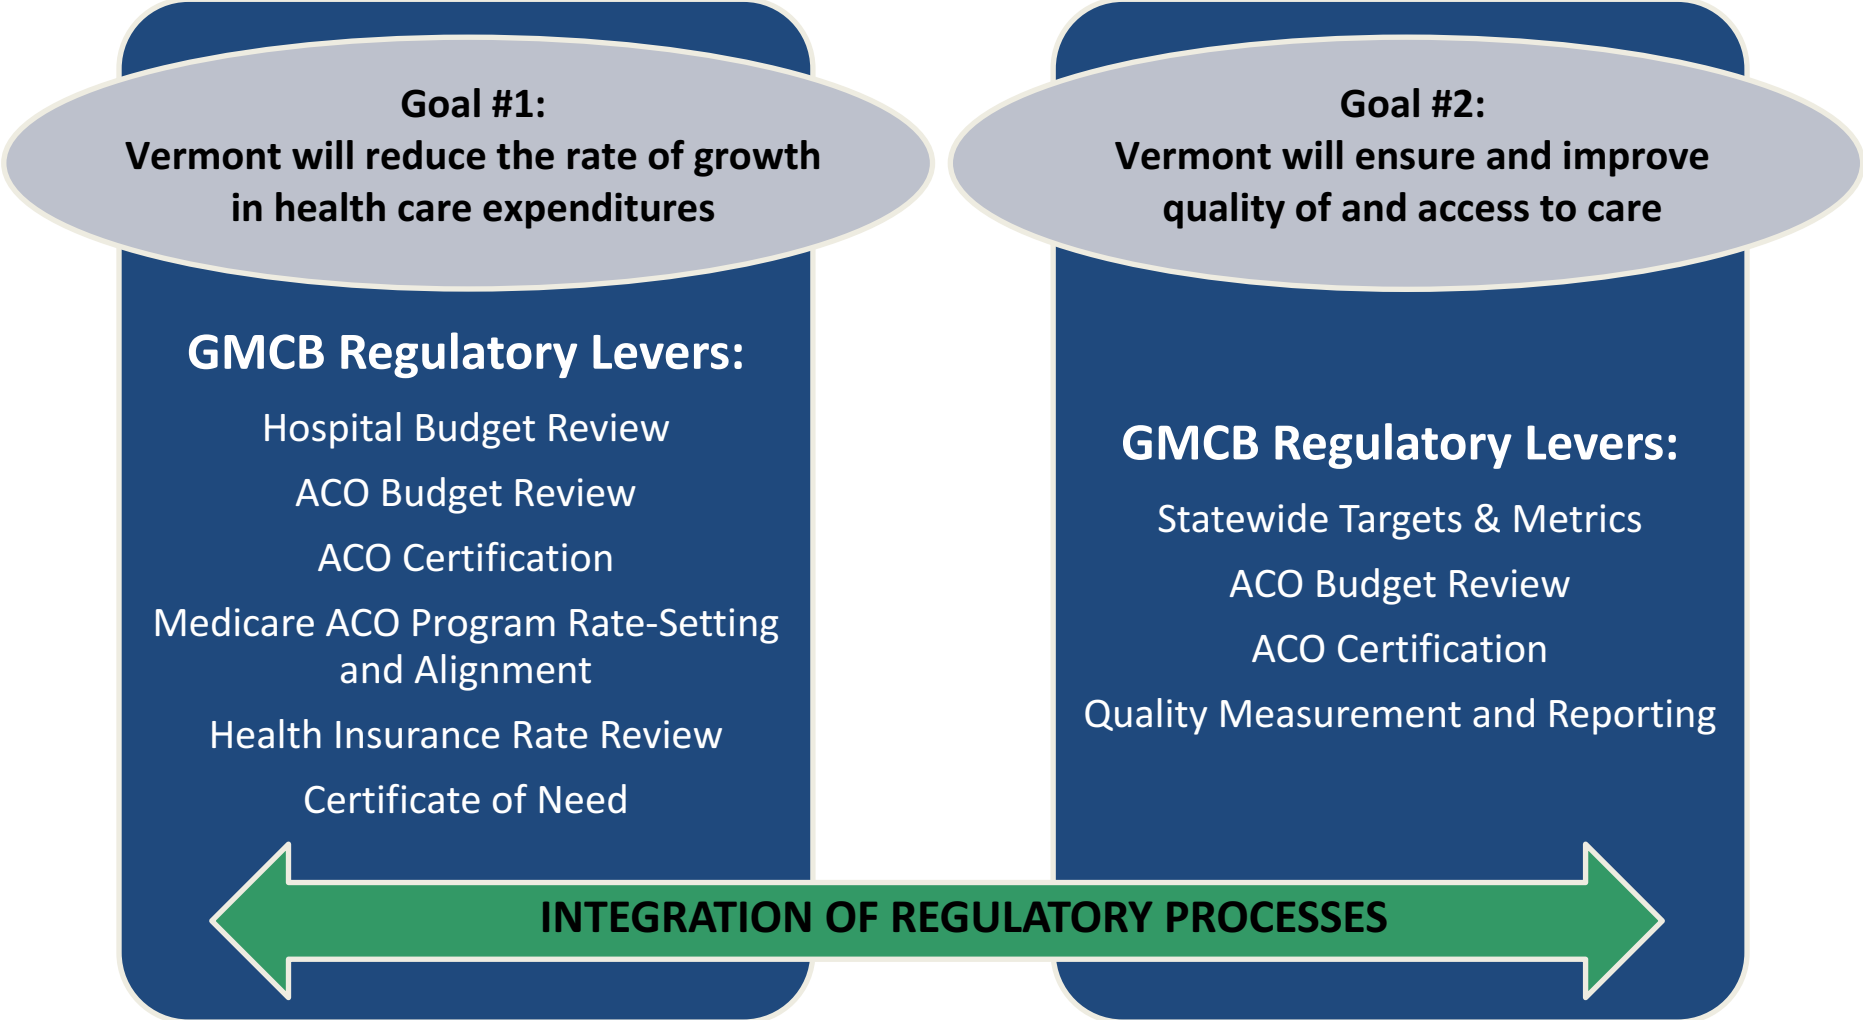 Goal #1:
Vermont will reduce the rate of growth
in health care expenditures
GMCB Regulatory Levers:
Hospital Budget Review
ACO Budget Review
ACO Certification
Medicare ACO Program Rate-Setting
and Alignment
Health Insurance Rate Review
Certificate of Need
Goal #2:
Vermont will ensure and improve
quality of and access to care
GMCB Regulatory Levers:
Statewide Targets & Metrics
ACO Budget Review
ACO Certification
Quality Measurement and Reporting
INTEGRATION OF REGULATORY PROCESSES